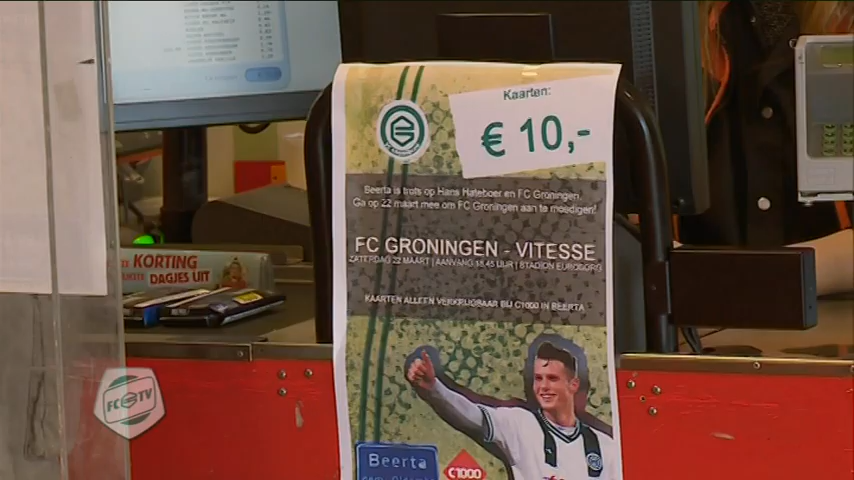 Kaarten:
€ 10,-
FC GRONINGEN
Beerta is trots op Hans Hateboer en FC Groningen.
Ga op 22 maart mee om FC Groningen aan te moedigen!
FC GRONINGEN - VITESSE
ZATERDAG 22 MAART | AANVANG 18.45 UUR | STADION EUROBORG
KAARTEN ALLEEN VERKRIJGBAAR BIJ C1000 IN BEERTA
KORTING
DAGJES UIT
Beerta
C1000
FC TV